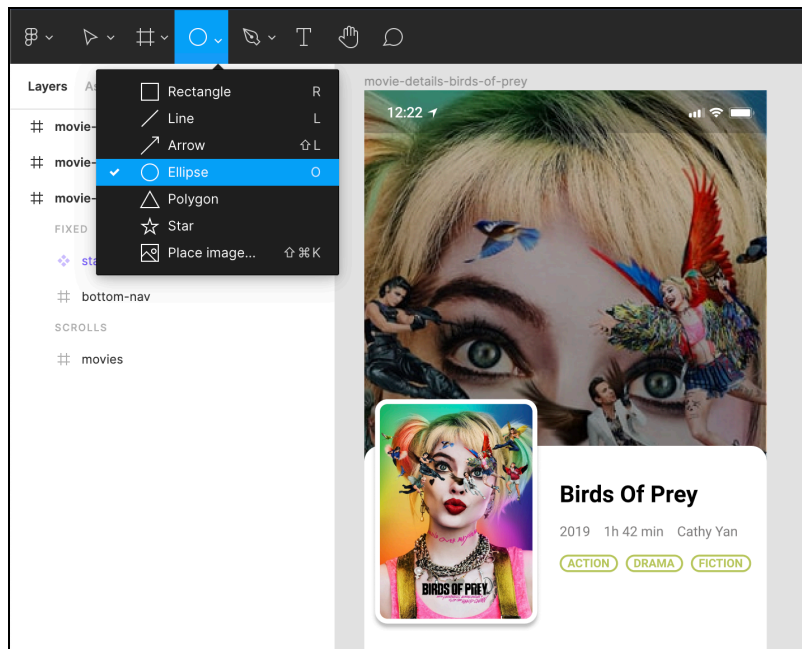 Layers As
movie-
movie-
movie-
FIXED
sta
bottom-nav
SCROLLS
movies
Rectangle R
Line L
Arrow ⇧L
Ellipse O
Polygon
Star
Place image... ⇧⌘K
movie-details-birds-of-prey
12:22
BIRDS OF PREY
Birds Of Prey
2019 1h 42 min Cathy Yan
ACTION DRAMA FICTION